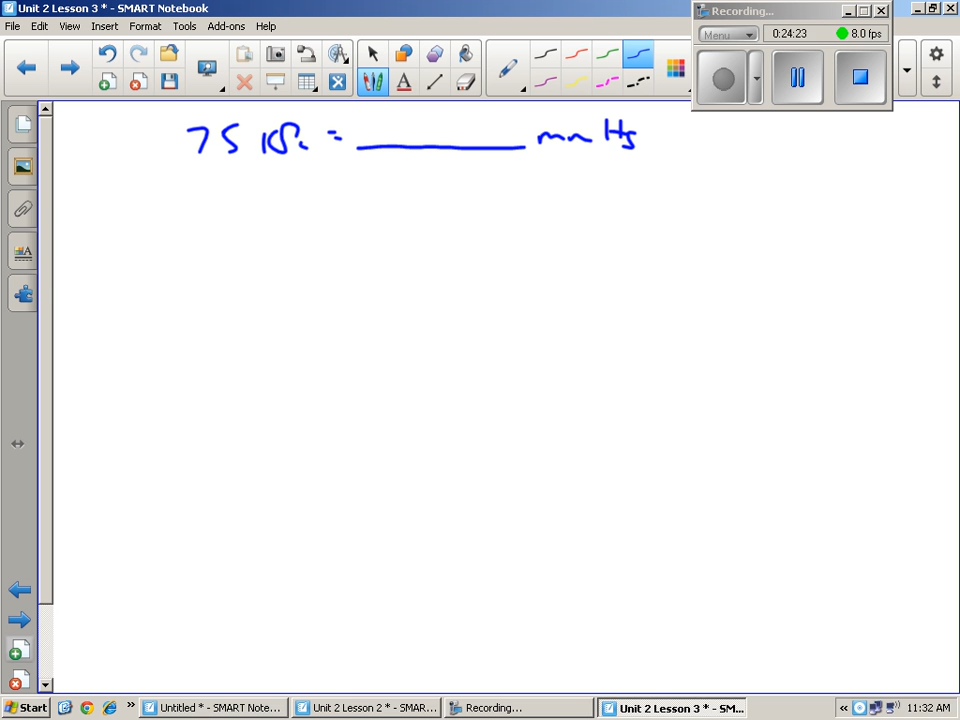 Unit 2 Lesson 3 * - SMART Notebook
Recording...
File Edit View Insert Format Tools Add-ons Help
Menu 0:24:23 8.0 fps
75 kPa = ________ mm Hg
Start » Untitled * - SMART Note... Unit 2 Lesson 2 * - SMAR... Recording... Unit 2 Lesson 3 * - SM... « 11:32 AM